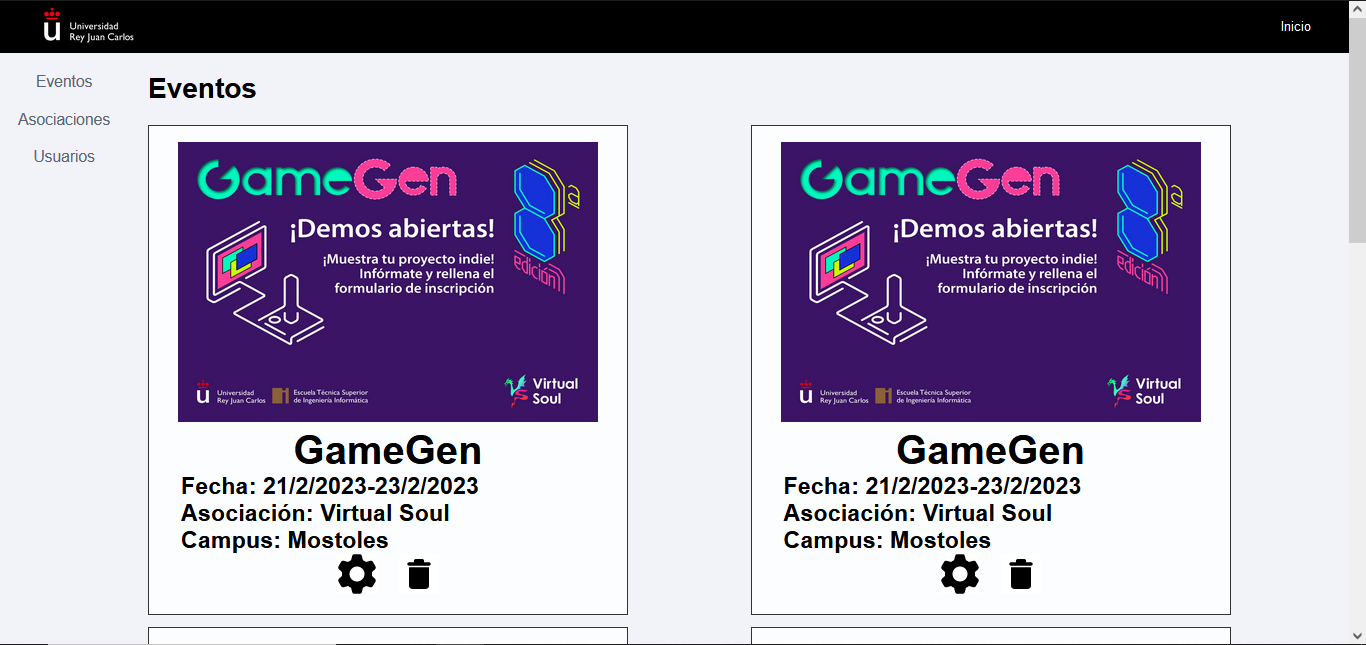 Universidad
Rey Juan Carlos
Inicio
Eventos
Asociaciones
Usuarios
Eventos
GameGen
8ª
edición
¡Demos abiertas!
¡Muestra tu proyecto indie!
Infórmate y rellena el
formulario de inscripción
Universidad
Rey Juan Carlos
Escuela Técnica Superior
de Ingeniería Informática
Virtual
Soul
GameGen
Fecha: 21/2/2023-23/2/2023
Asociación: Virtual Soul
Campus: Mostoles
GameGen
8ª
edición
¡Demos abiertas!
¡Muestra tu proyecto indie!
Infórmate y rellena el
formulario de inscripción
Universidad
Rey Juan Carlos
Escuela Técnica Superior
de Ingeniería Informática
Virtual
Soul
GameGen
Fecha: 21/2/2023-23/2/2023
Asociación: Virtual Soul
Campus: Mostoles